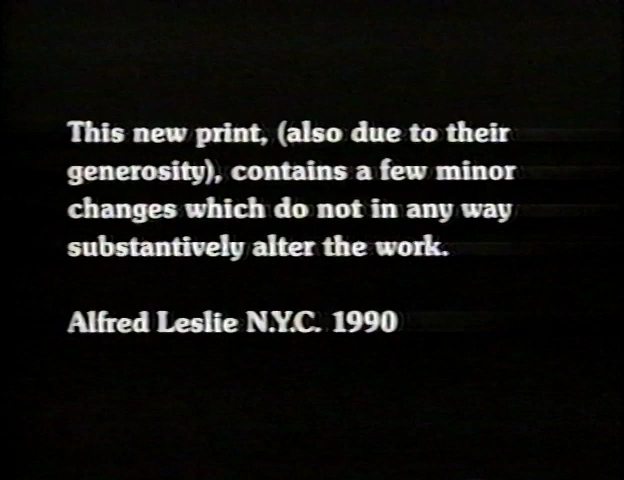 This new print, (also due to their
generosity), contains a few minor
changes which do not in any way
substantively alter the work.
Alfred Leslie N.Y.C. 1990